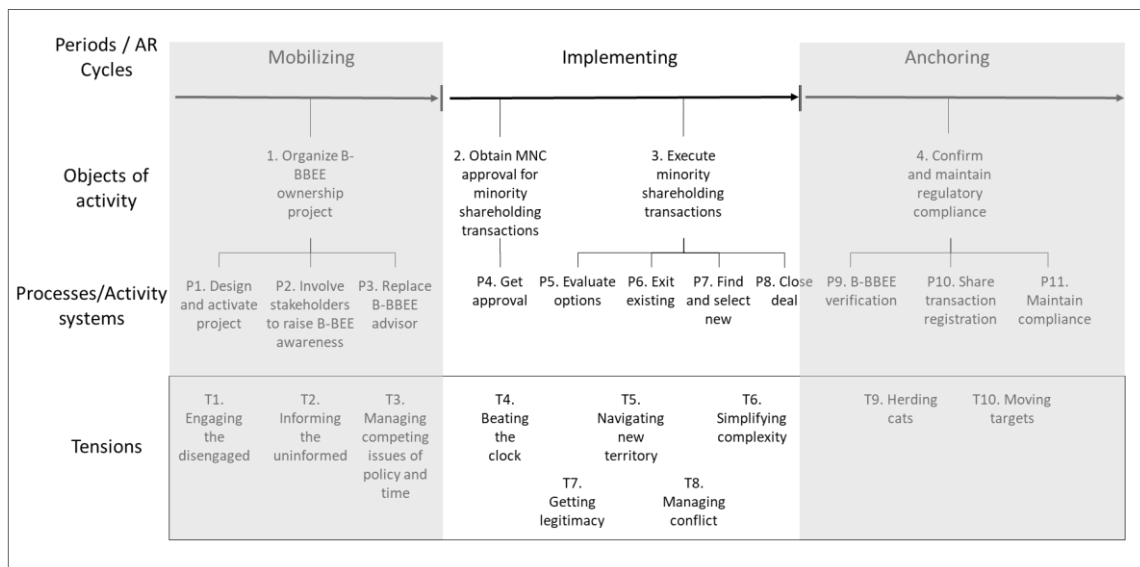 Periods / AR
Cycles
Mobilizing
Implementing
Anchoring
Objects of
activity
1. Organize B-
BBEE
ownership
project
2. Obtain MNC
approval for
minority
shareholding
transactions
3. Execute
minority
shareholding
transactions
4. Confirm
and maintain
regulatory
compliance
Processes/Activity
systems
P1. Design
and activate
project
P2. Involve
stakeholders
to raise B-BEE
awareness
P3. Replace
B-BBEE
advisor
P4. Get
approval
P5. Evaluate
options
P6. Exit
existing
P7. Find
and select
new
P8. Close
deal
P9. B-BBEE
verification
P10. Share
transaction
registration
P11.
Maintain
compliance
Tensions
T1.
Engaging
the
disengaged
T2.
Informing
the
uninformed
T3.
Managing
competing
issues of
policy and
time
T4.
Beating
the
clock
T5.
Navigating
new
territory
T6.
Simplifying
complexity
T7.
Getting
legitimacy
T8.
Managing
conflict
T9. Herding
cats
T10. Moving
targets